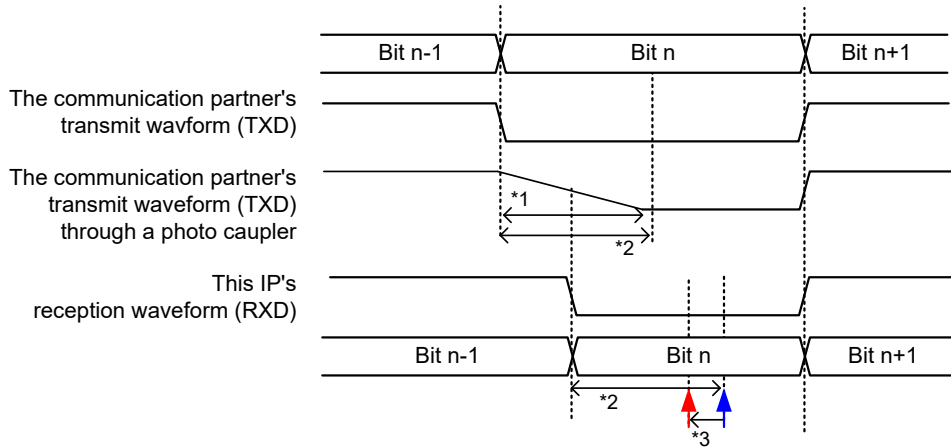 Bit n-1 Bit n Bit n+1
The communication partner's
transmit wavform (TXD)
The communication partner's
transmit waveform (TXD)
through a photo caupler
*1
*2
This IP's
reception waveform (RXD)
Bit n-1 Bit n Bit n+1
*2
*3